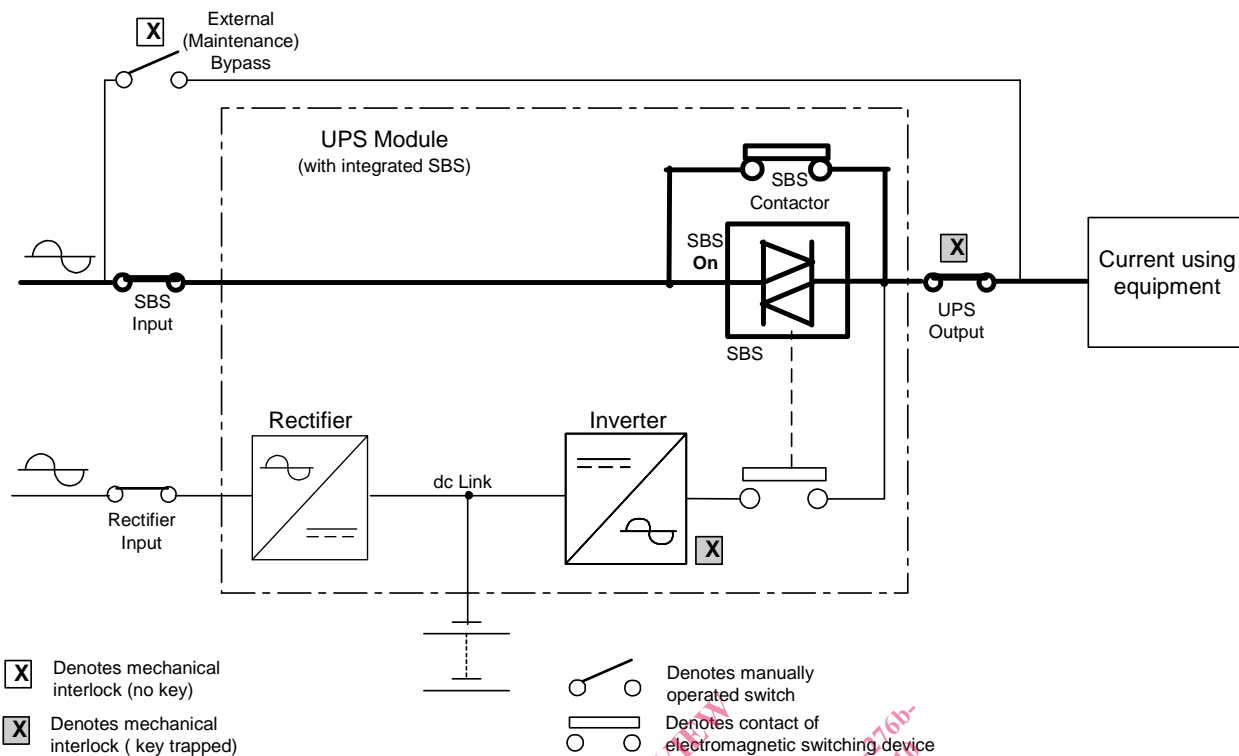 X
External
(Maintenance)
Bypass
UPS Module
(with integrated SBS)
SBS
Contactor
SBS
On
X
Current using
equipment
SBS
Input
UPS
Output
SBS
Rectifier
Inverter
dc Link
Rectifier
Input
X
X
Denotes mechanical
interlock (no key)
Denotes manually
operated switch
X
Denotes mechanical
interlock ( key trapped)
Denotes contact of
electromagnetic switching device